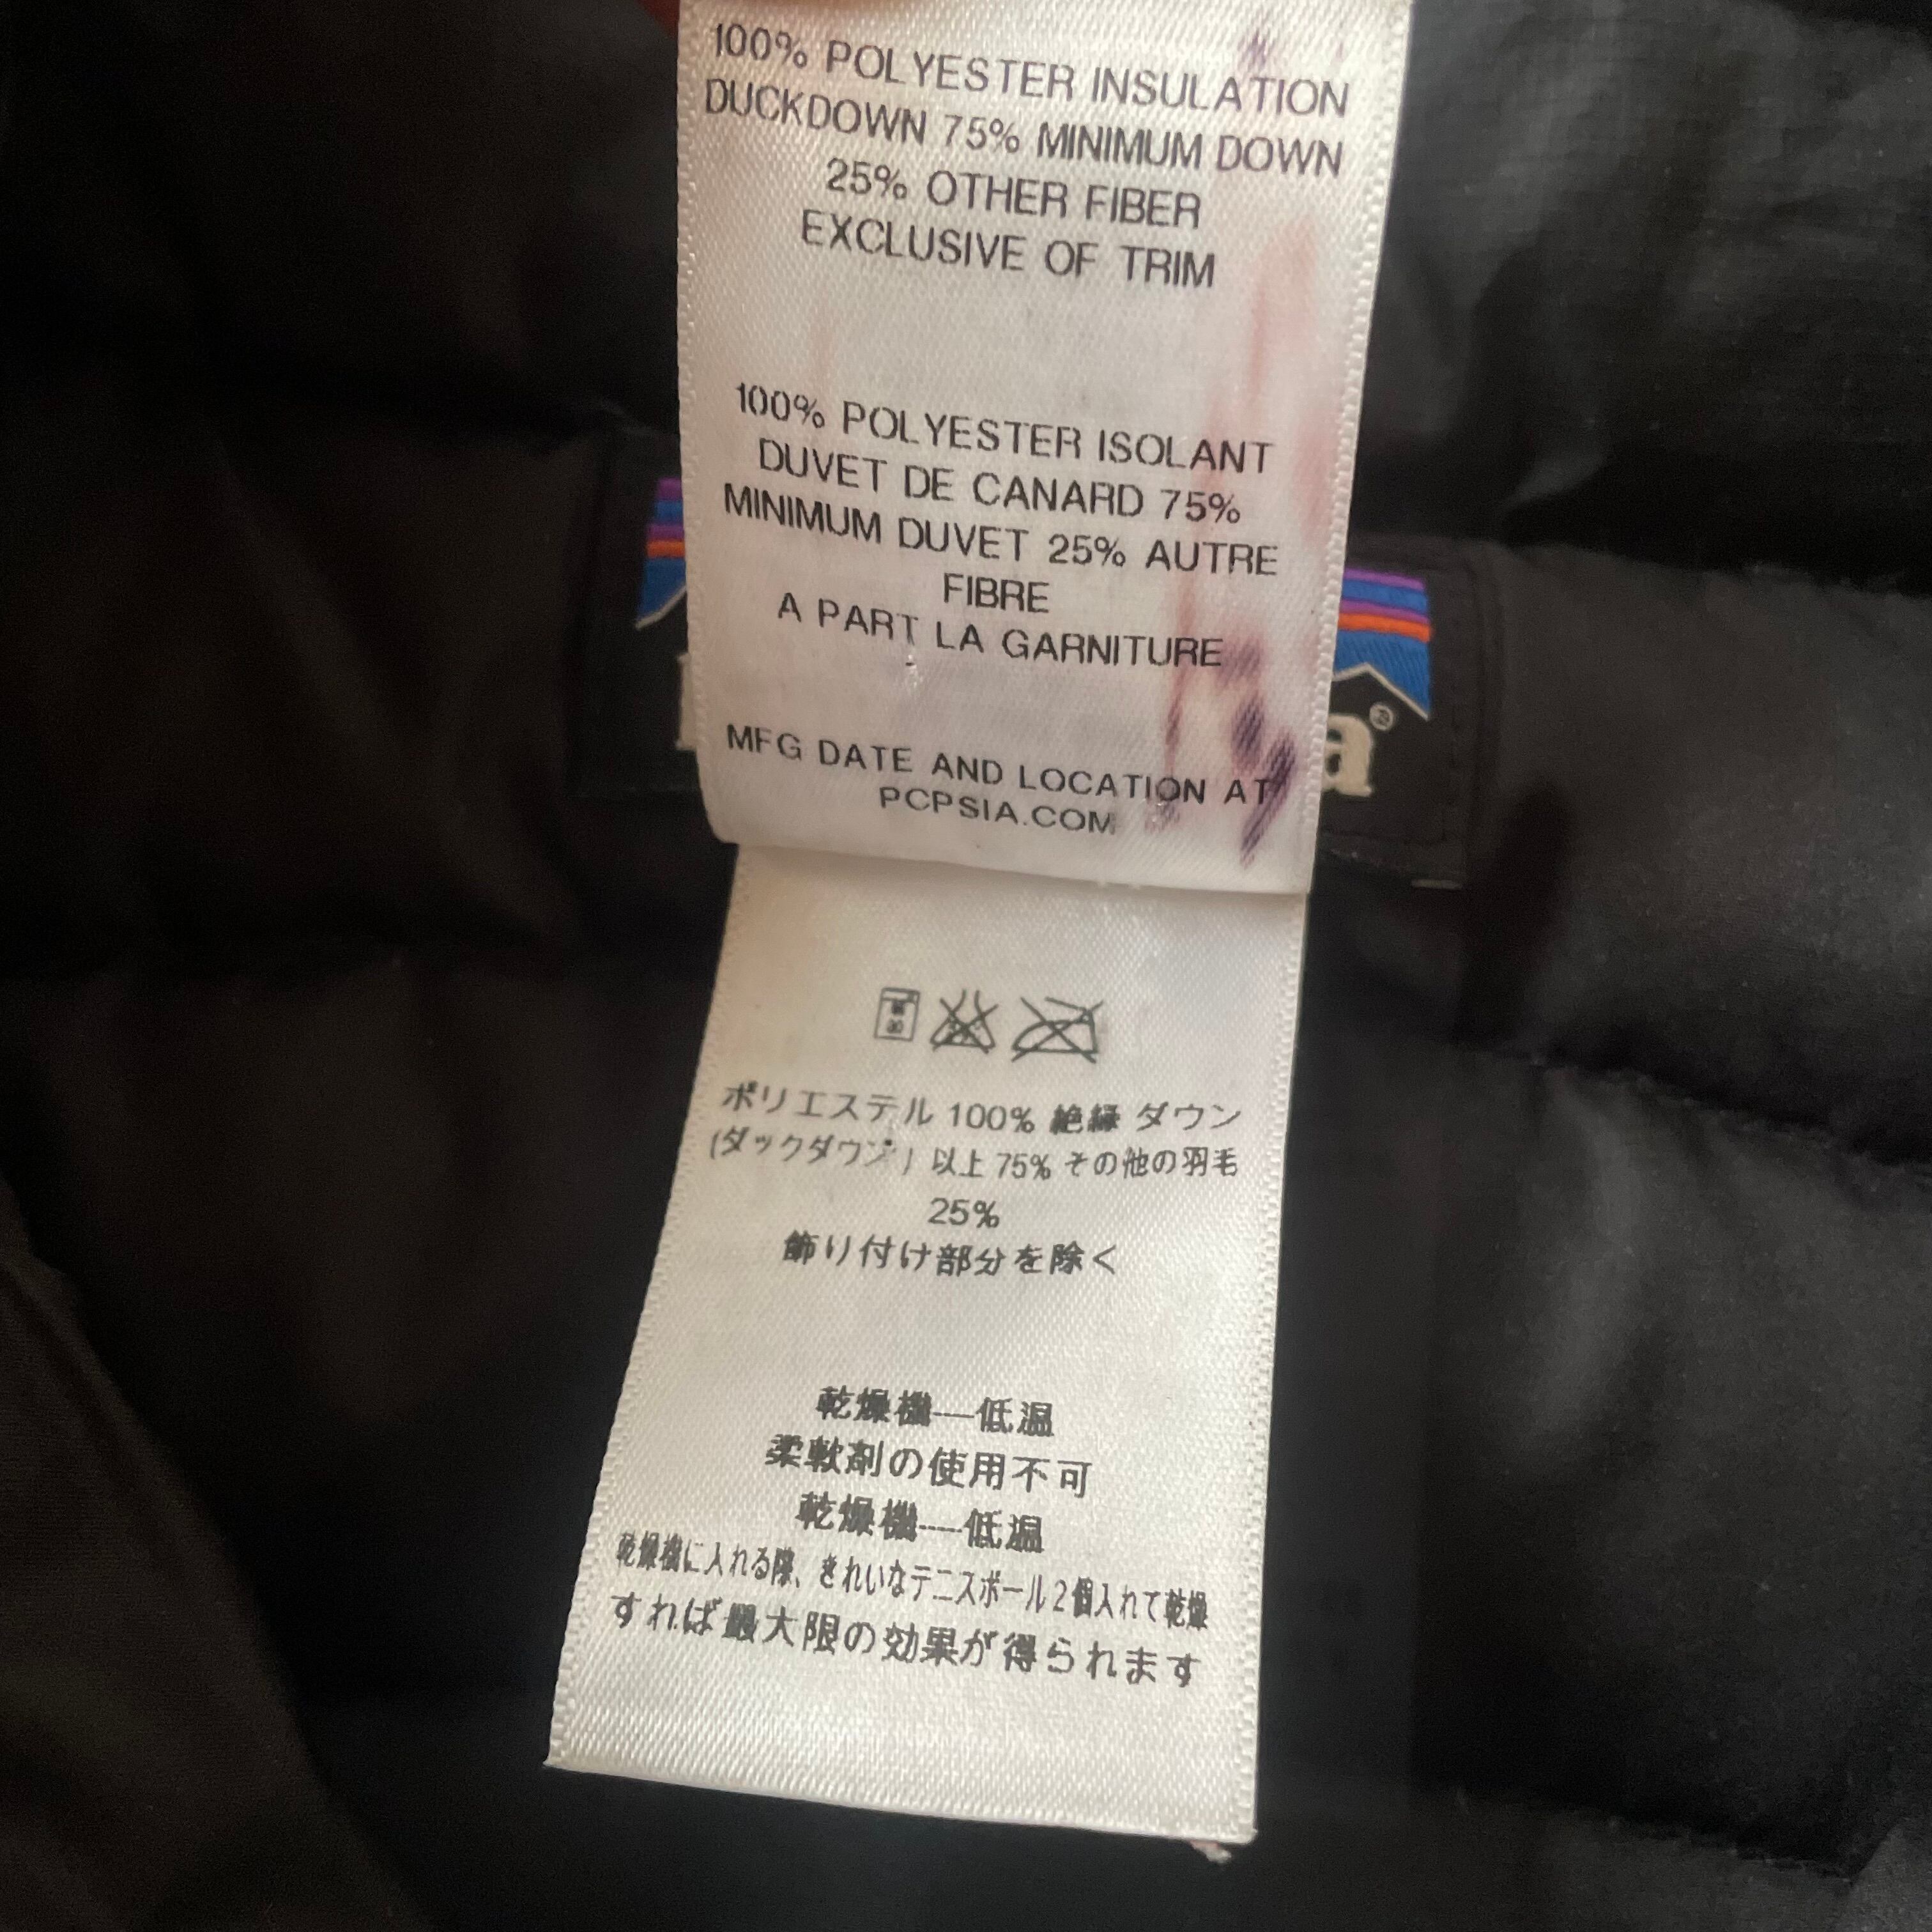 100% POLYESTER INSULATION
DUCKDOWN 75% MINIMUM DOWN
25% OTHER FIBER
EXCLUSIVE OF TRIM
100% POLYESTER ISOLANT
DUVET DE CANARD 75%
MINIMUM DUVET 25% AUTRE
FIBRE
A PART LA GARNITURE
MFG DATE AND LOCATION AT
PCPSIA.COM
a®
ポリエステル 100% 絶縁 ダウン
(ダックダウン) 以上 75% その他の羽毛
25%
飾り付け部分を除く
乾燥機—低温
柔軟剤の使用不可
乾燥機—低温
乾燥機に入れる隙、きれいなテニスボール2個入れて乾燥
すれば最大限の効果が得られます